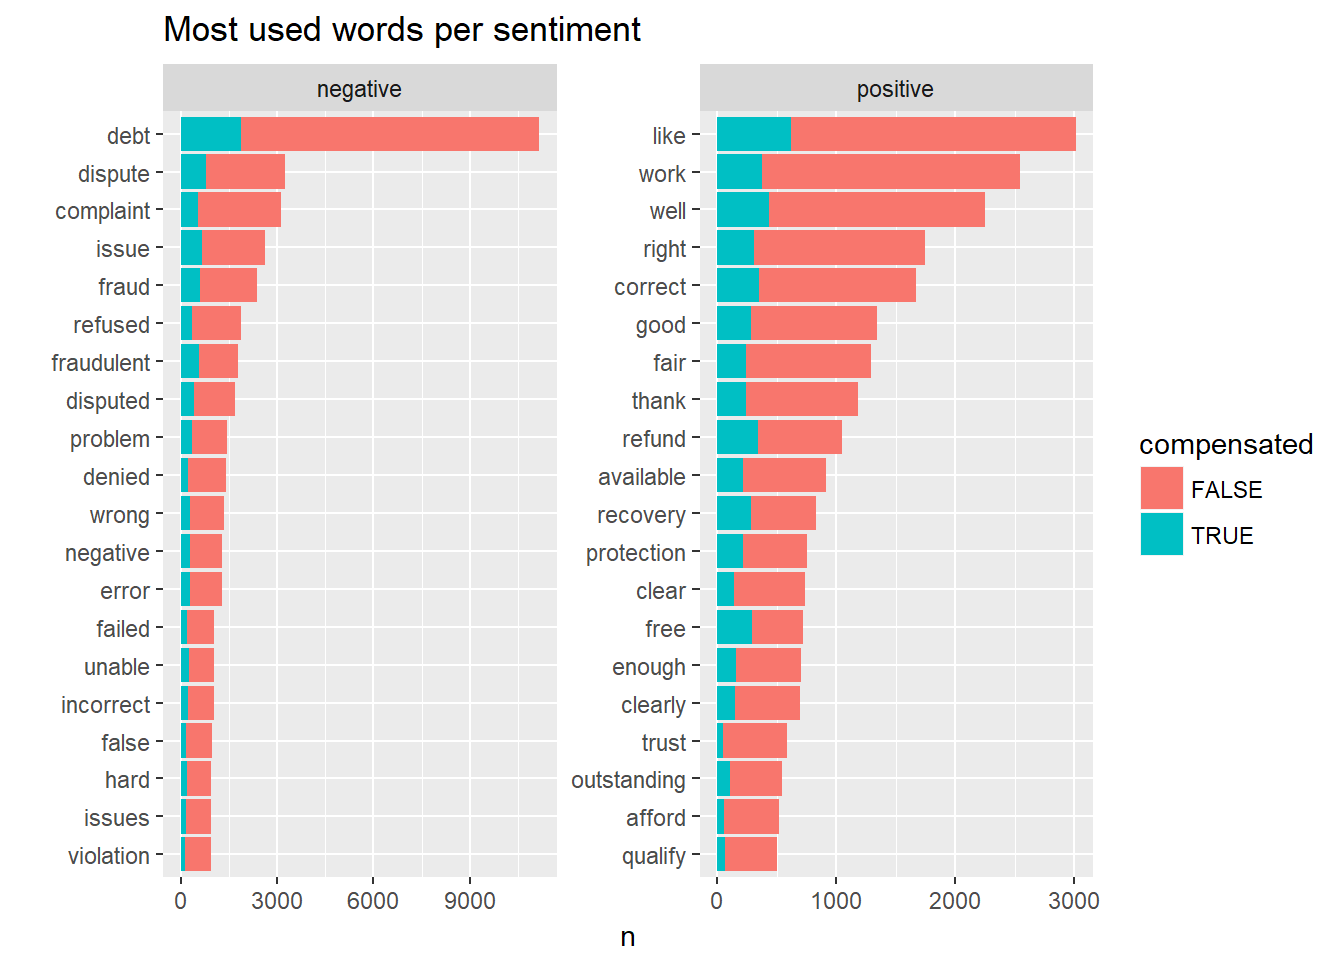 Most used words per sentiment
negative
debt
dispute
complaint
issue
fraud
refused
fraudulent
disputed
problem
denied
wrong
negative
error
failed
unable
incorrect
false
hard
issues
violation
0 3000 6000 9000
positive
like
work
well
right
correct
good
fair
thank
refund
available
recovery
protection
clear
free
enough
clearly
trust
outstanding
afford
qualify
0 1000 2000 3000
n
compensated
FALSE
TRUE